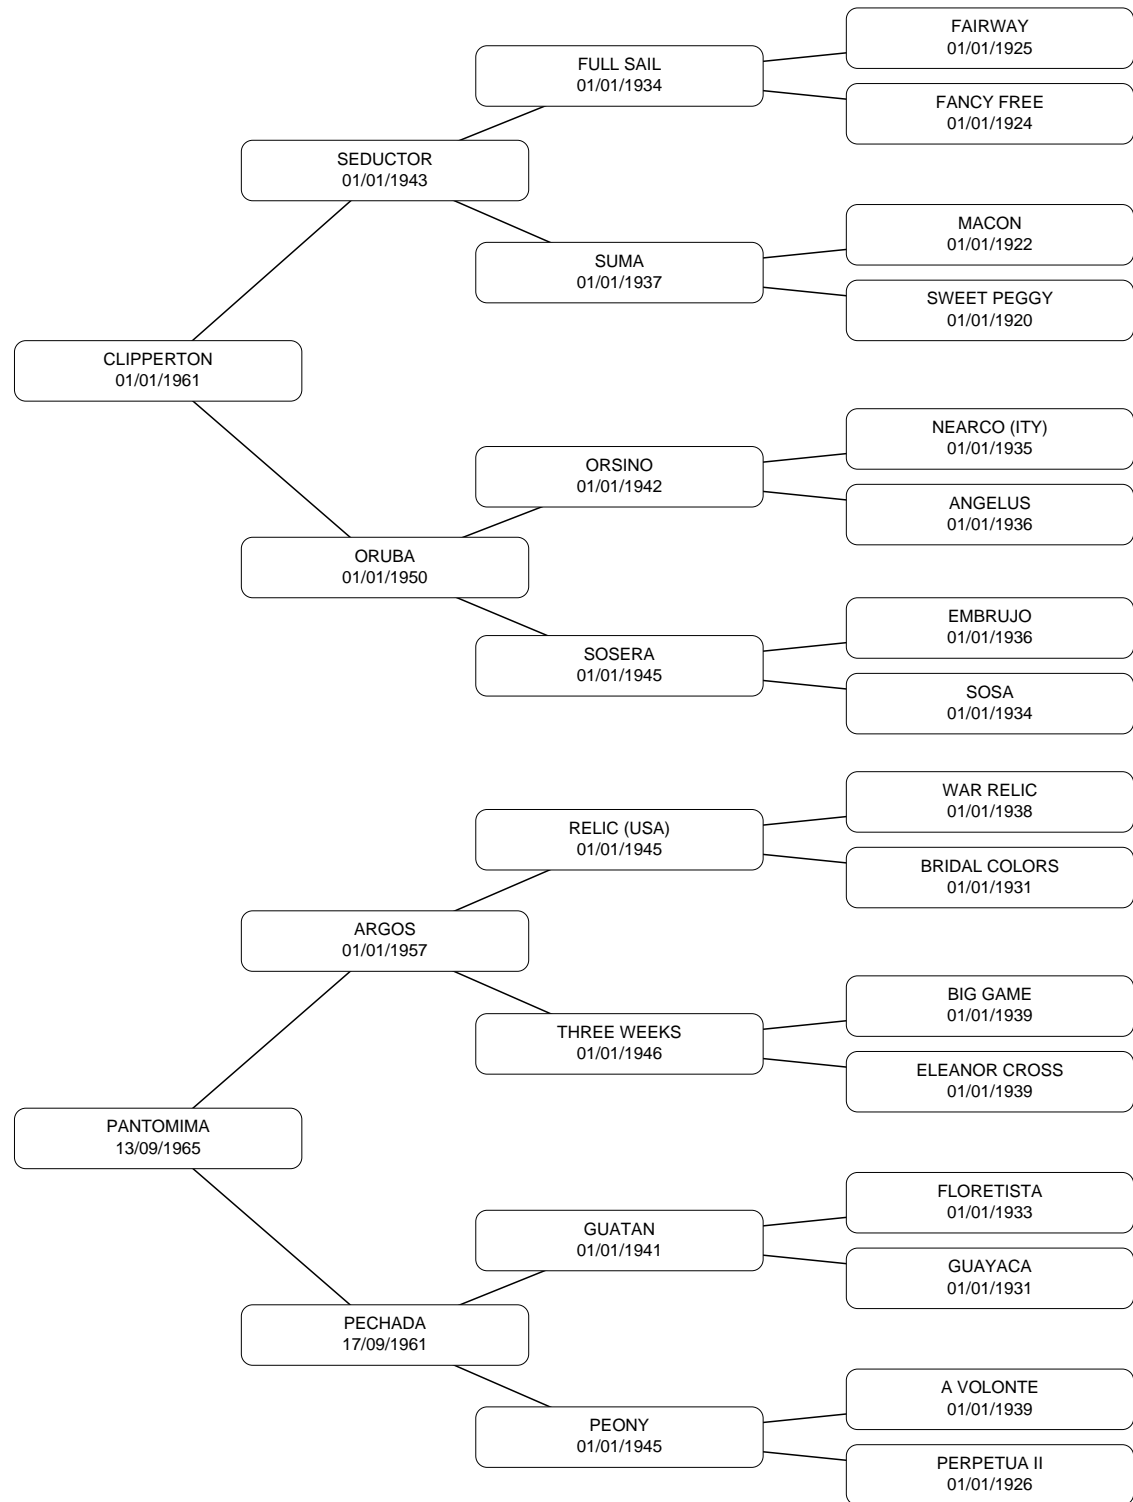 FAIRWAY
01/01/1925
FULL SAIL
01/01/1934
FANCY FREE
01/01/1924
SEDUCTOR
01/01/1943
MACON
01/01/1922
SUMA
01/01/1937
SWEET PEGGY
01/01/1920
CLIPPERTON
01/01/1961
NEARCO (ITY)
01/01/1935
ORSINO
01/01/1942
ANGELUS
01/01/1936
ORUBA
01/01/1950
EMBRUJO
01/01/1936
SOSERA
01/01/1945
SOSA
01/01/1934
WAR RELIC
01/01/1938
RELIC (USA)
01/01/1945
BRIDAL COLORS
01/01/1931
ARGOS
01/01/1957
BIG GAME
01/01/1939
THREE WEEKS
01/01/1946
ELEANOR CROSS
01/01/1939
PANTOMIMA
13/09/1965
FLORETISTA
01/01/1933
GUATAN
01/01/1941
GUAYACA
01/01/1931
PECHADA
17/09/1961
A VOLONTE
01/01/1939
PEONY
01/01/1945
PERPETUA II
01/01/1926